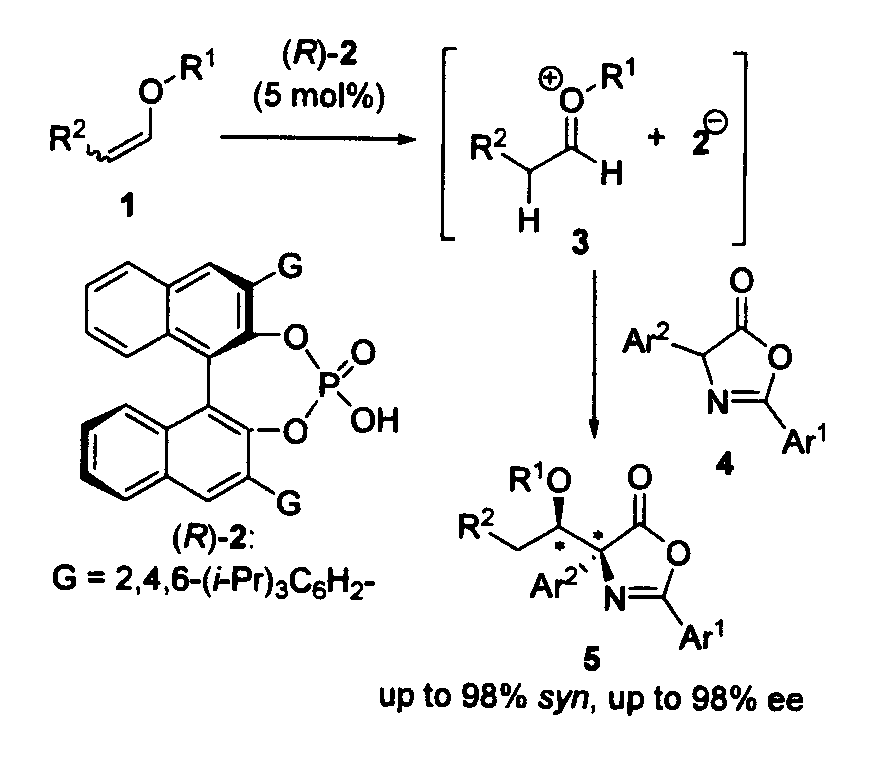 O R¹ R² 1
(R)-2
(5 mol%)
⊕ O R¹ R² H H 3 + 2⊖
G O O P O OH O G
(R)-2:
G = 2,4,6-(i-Pr)₃C₆H₂-
O Ar² O N Ar¹ 4
R¹O O R² * * O Ar² N Ar¹ 5
up to 98% syn, up to 98% ee